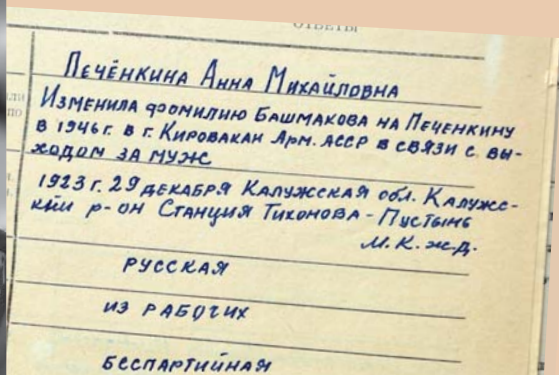 ОТВЕТЫ
ПЕЧЁНКИНА АННА МИХАЙЛОВНА
ИЗМЕНИЛА ФОМИЛИЮ БАШМАКОВА НА ПЕЧЕНКИНУ
В 1946 г. В г. КИРОВАКАН АРМ. АССР В СВЯЗИ С ВЫ-
ХОДОМ ЗА МУЖ
1923 г. 29 ДЕКАБРЯ КАЛУЖСКАЯ ОБЛ. КАЛУЖС-
КИЙ Р-ОН СТАНЦИЯ ТИХОНОВА-ПУСТЫНЬ
М.К.Ж.Д.
РУССКАЯ
ИЗ РАБОЧИХ
БЕСПАРТИЙНАЯ